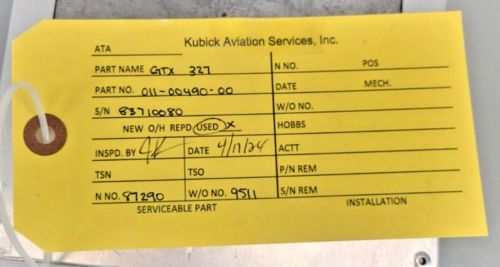 Kubick Aviation Services, Inc.
ATA
PART NAME GTX 327
N NO. POS
PART NO. 011-00490-00
DATE MECH.
S/N 83710080
W/O NO.
NEW O/H REPD USED X
HOBBS
INSPD. BY DATE 4/17/24
ACTT
TSN TSO
P/N REM
N NO. 87290 W/O NO. 9511
S/N REM
SERVICEABLE PART
INSTALLATION